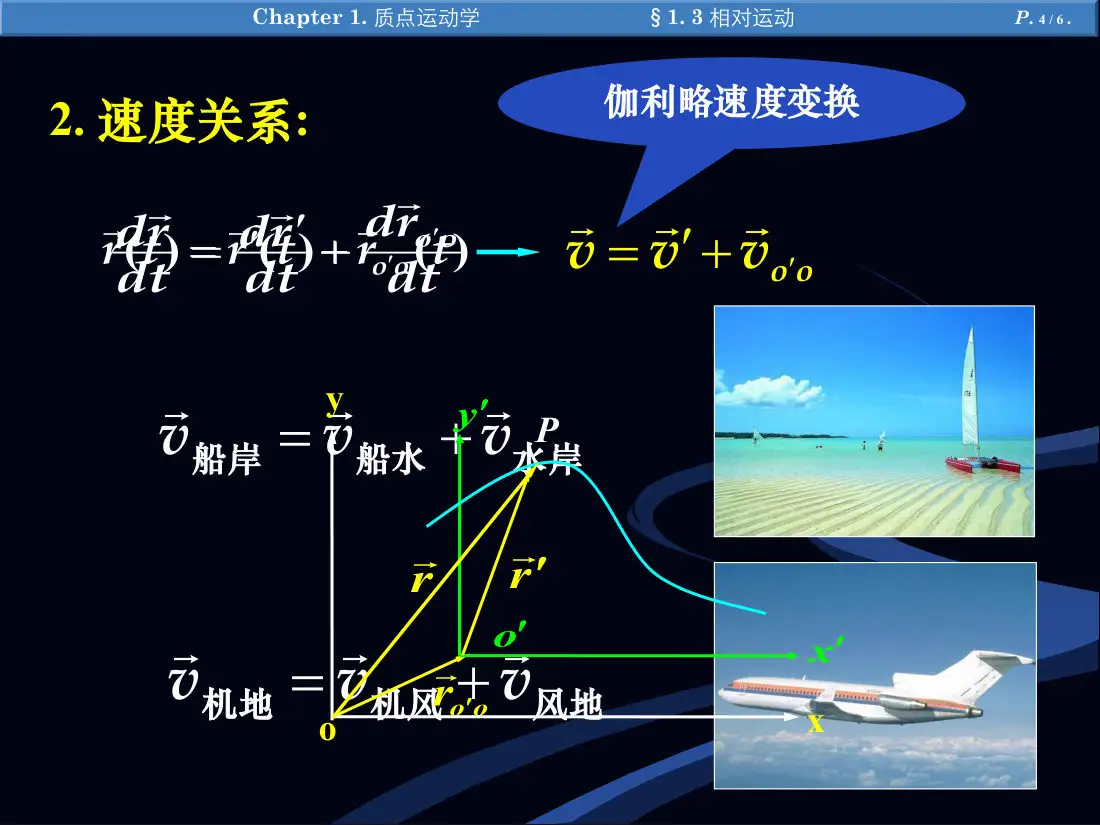 Chapter 1. 质点运动学 §1. 3 相对运动 P. 4 / 6 .
伽利略速度变换
2. 速度关系:
r⃗(t) = r⃗′(t) + r⃗o′o(t)
dr⃗/dt = dr⃗′/dt + dr⃗o′o/dt
v⃗ = v⃗′ + v⃗o′o
y
y′
P
v⃗船岸 = v⃗船水 + v⃗水岸
r⃗
r⃗′
o′
x′
v⃗机地 = v⃗机风 + v⃗风地
r⃗o′o
o
x